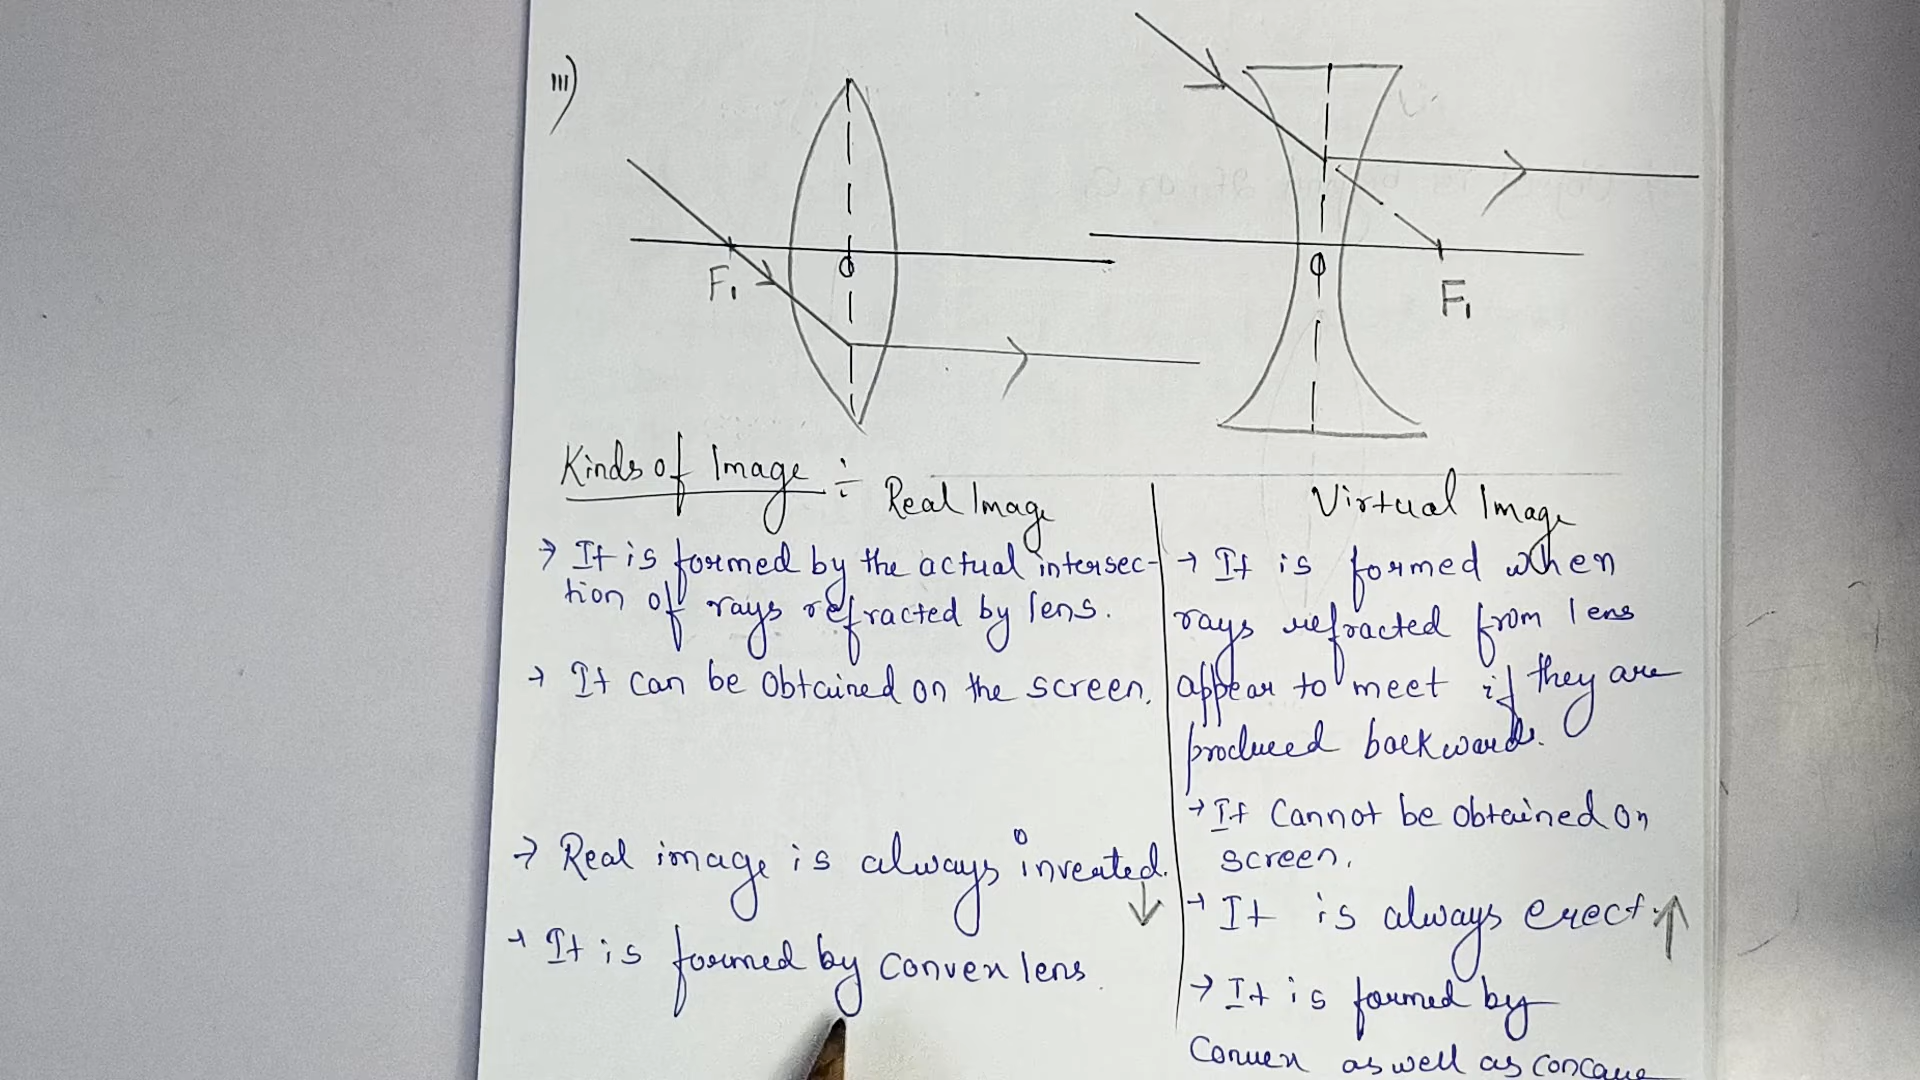 III)
F₁
O
O
F₁
Kinds of Image ÷
Real Image
→ It is formed by the actual intersec-
tion of rays refracted by lens.
→ It can be obtained on the screen.
→ Real image is always inverted. ↓
→ It is formed by convex lens.
Virtual Image
→ It is formed when
rays refracted from lens
appear to meet if they are
produced backwards.
→ It cannot be obtained on
screen.
→ It is always erect. ↑
→ It is formed by
Convex as well as concave